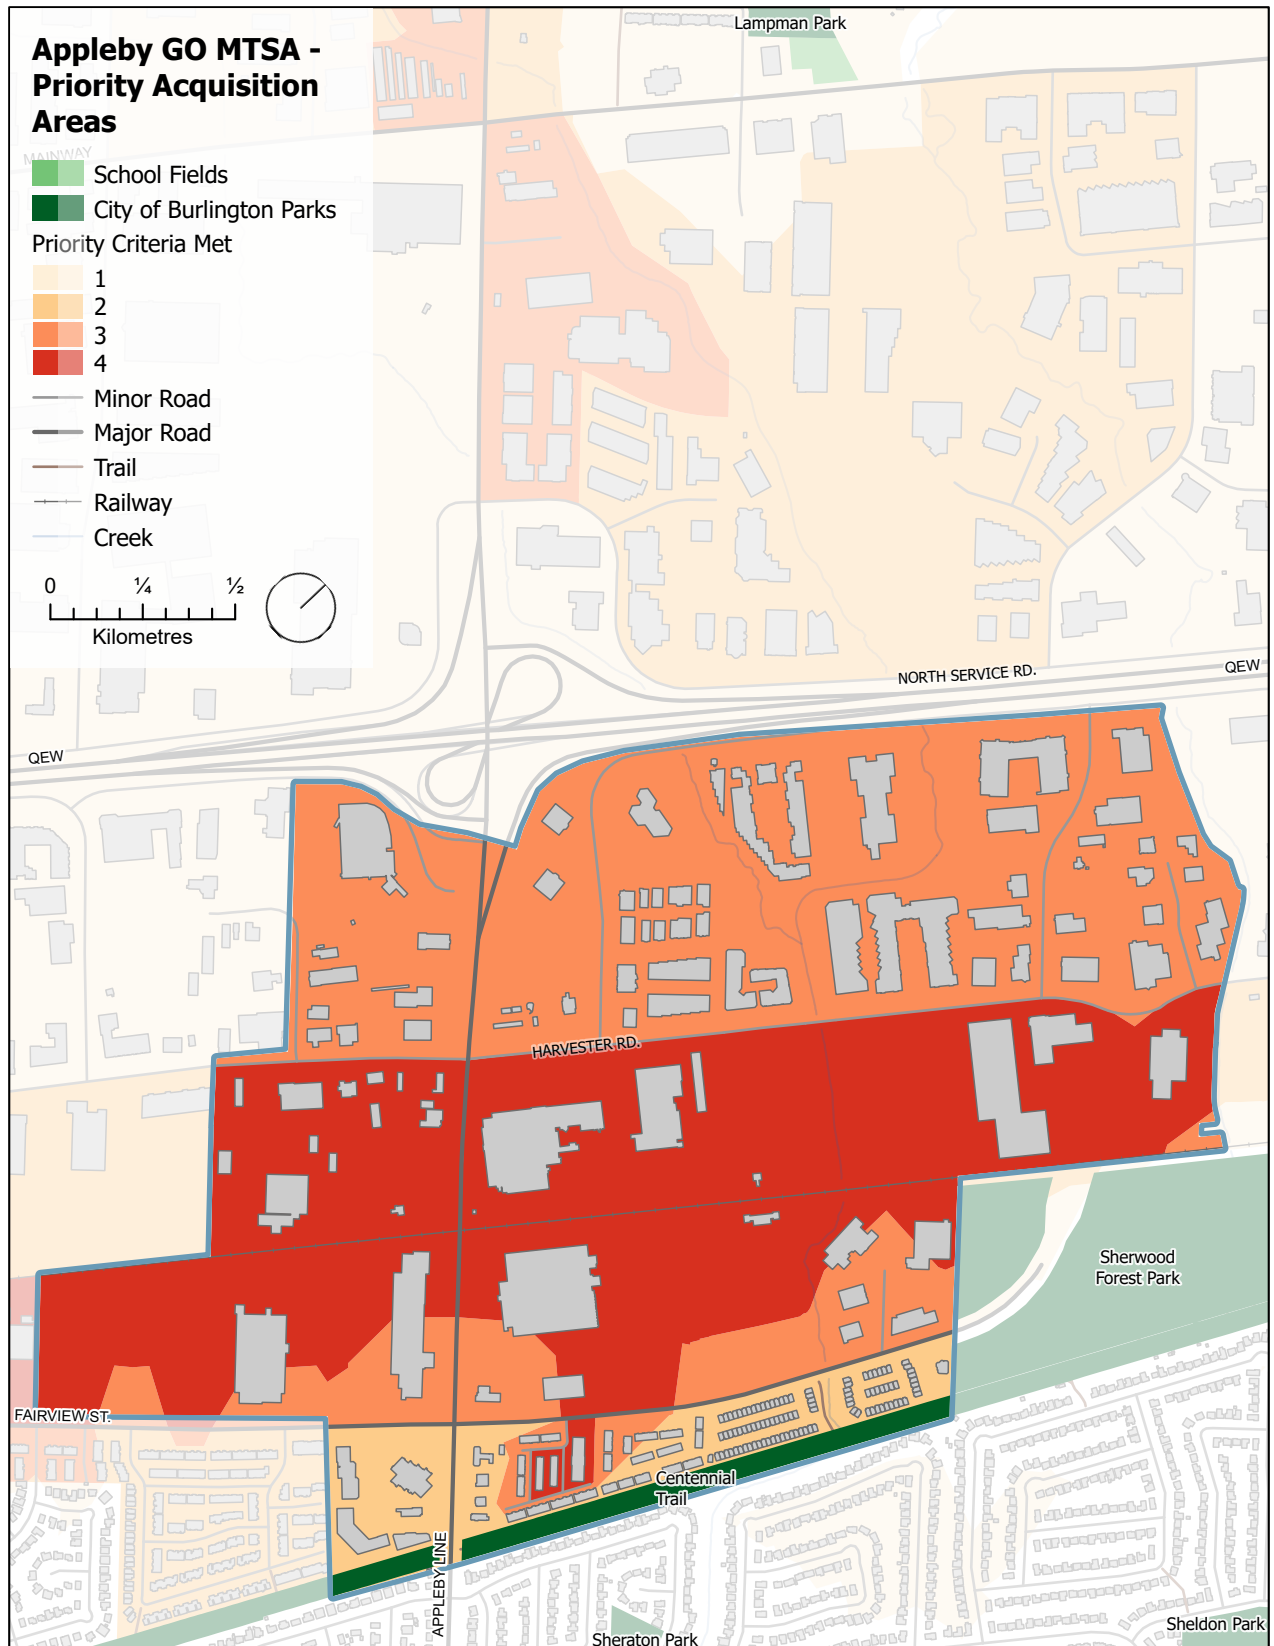 Lampman Park
Appleby GO MTSA -
Priority Acquisition
Areas
MAINWAY
School Fields
City of Burlington Parks
Priority Criteria Met
1
2
3
4
Minor Road
Major Road
Trail
Railway
Creek
0 ¼ ½
Kilometres
NORTH SERVICE RD.
QEW
QEW
HARVESTER RD.
Sherwood
Forest Park
FAIRVIEW ST.
Centennial
Trail
APPLEBY LINE
Sheraton Park
Sheldon Park